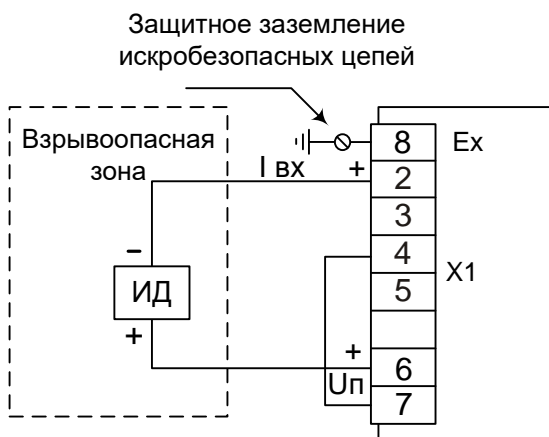 Защитное заземление
искробезопасных цепей
Взрывоопасная
зона
8
Ex
I вх
+
2
3
–
4
X1
ИД
5
+
+
6
Uп
7